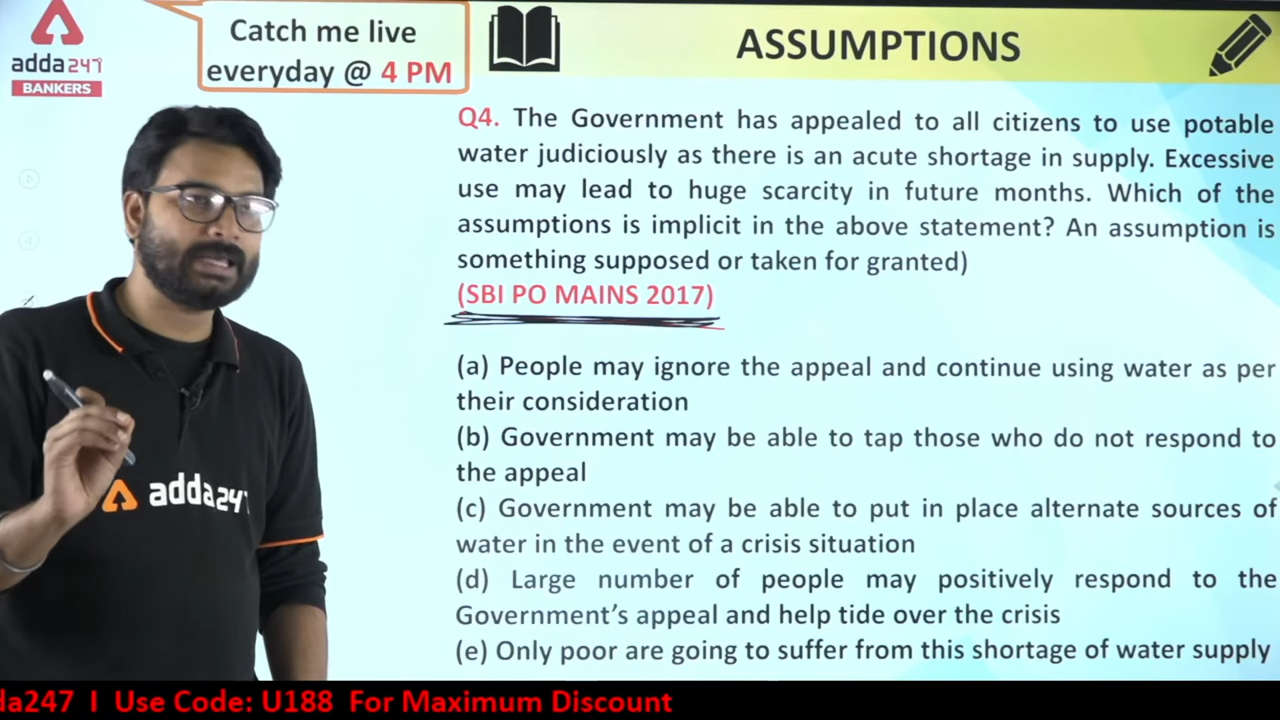 Catch me live
everyday @ 4 PM
adda247
BANKERS
ASSUMPTIONS
Q4. The Government has appealed to all citizens to use potable
water judiciously as there is an acute shortage in supply. Excessive
use may lead to huge scarcity in future months. Which of the
assumptions is implicit in the above statement? An assumption is
something supposed or taken for granted)
(SBI PO MAINS 2017)
(a) People may ignore the appeal and continue using water as per
their consideration
(b) Government may be able to tap those who do not respond to
the appeal
(c) Government may be able to put in place alternate sources of
water in the event of a crisis situation
(d) Large number of people may positively respond to the
Government's appeal and help tide over the crisis
(e) Only poor are going to suffer from this shortage of water supply
adda247
da247 I Use Code: U188 For Maximum Discount